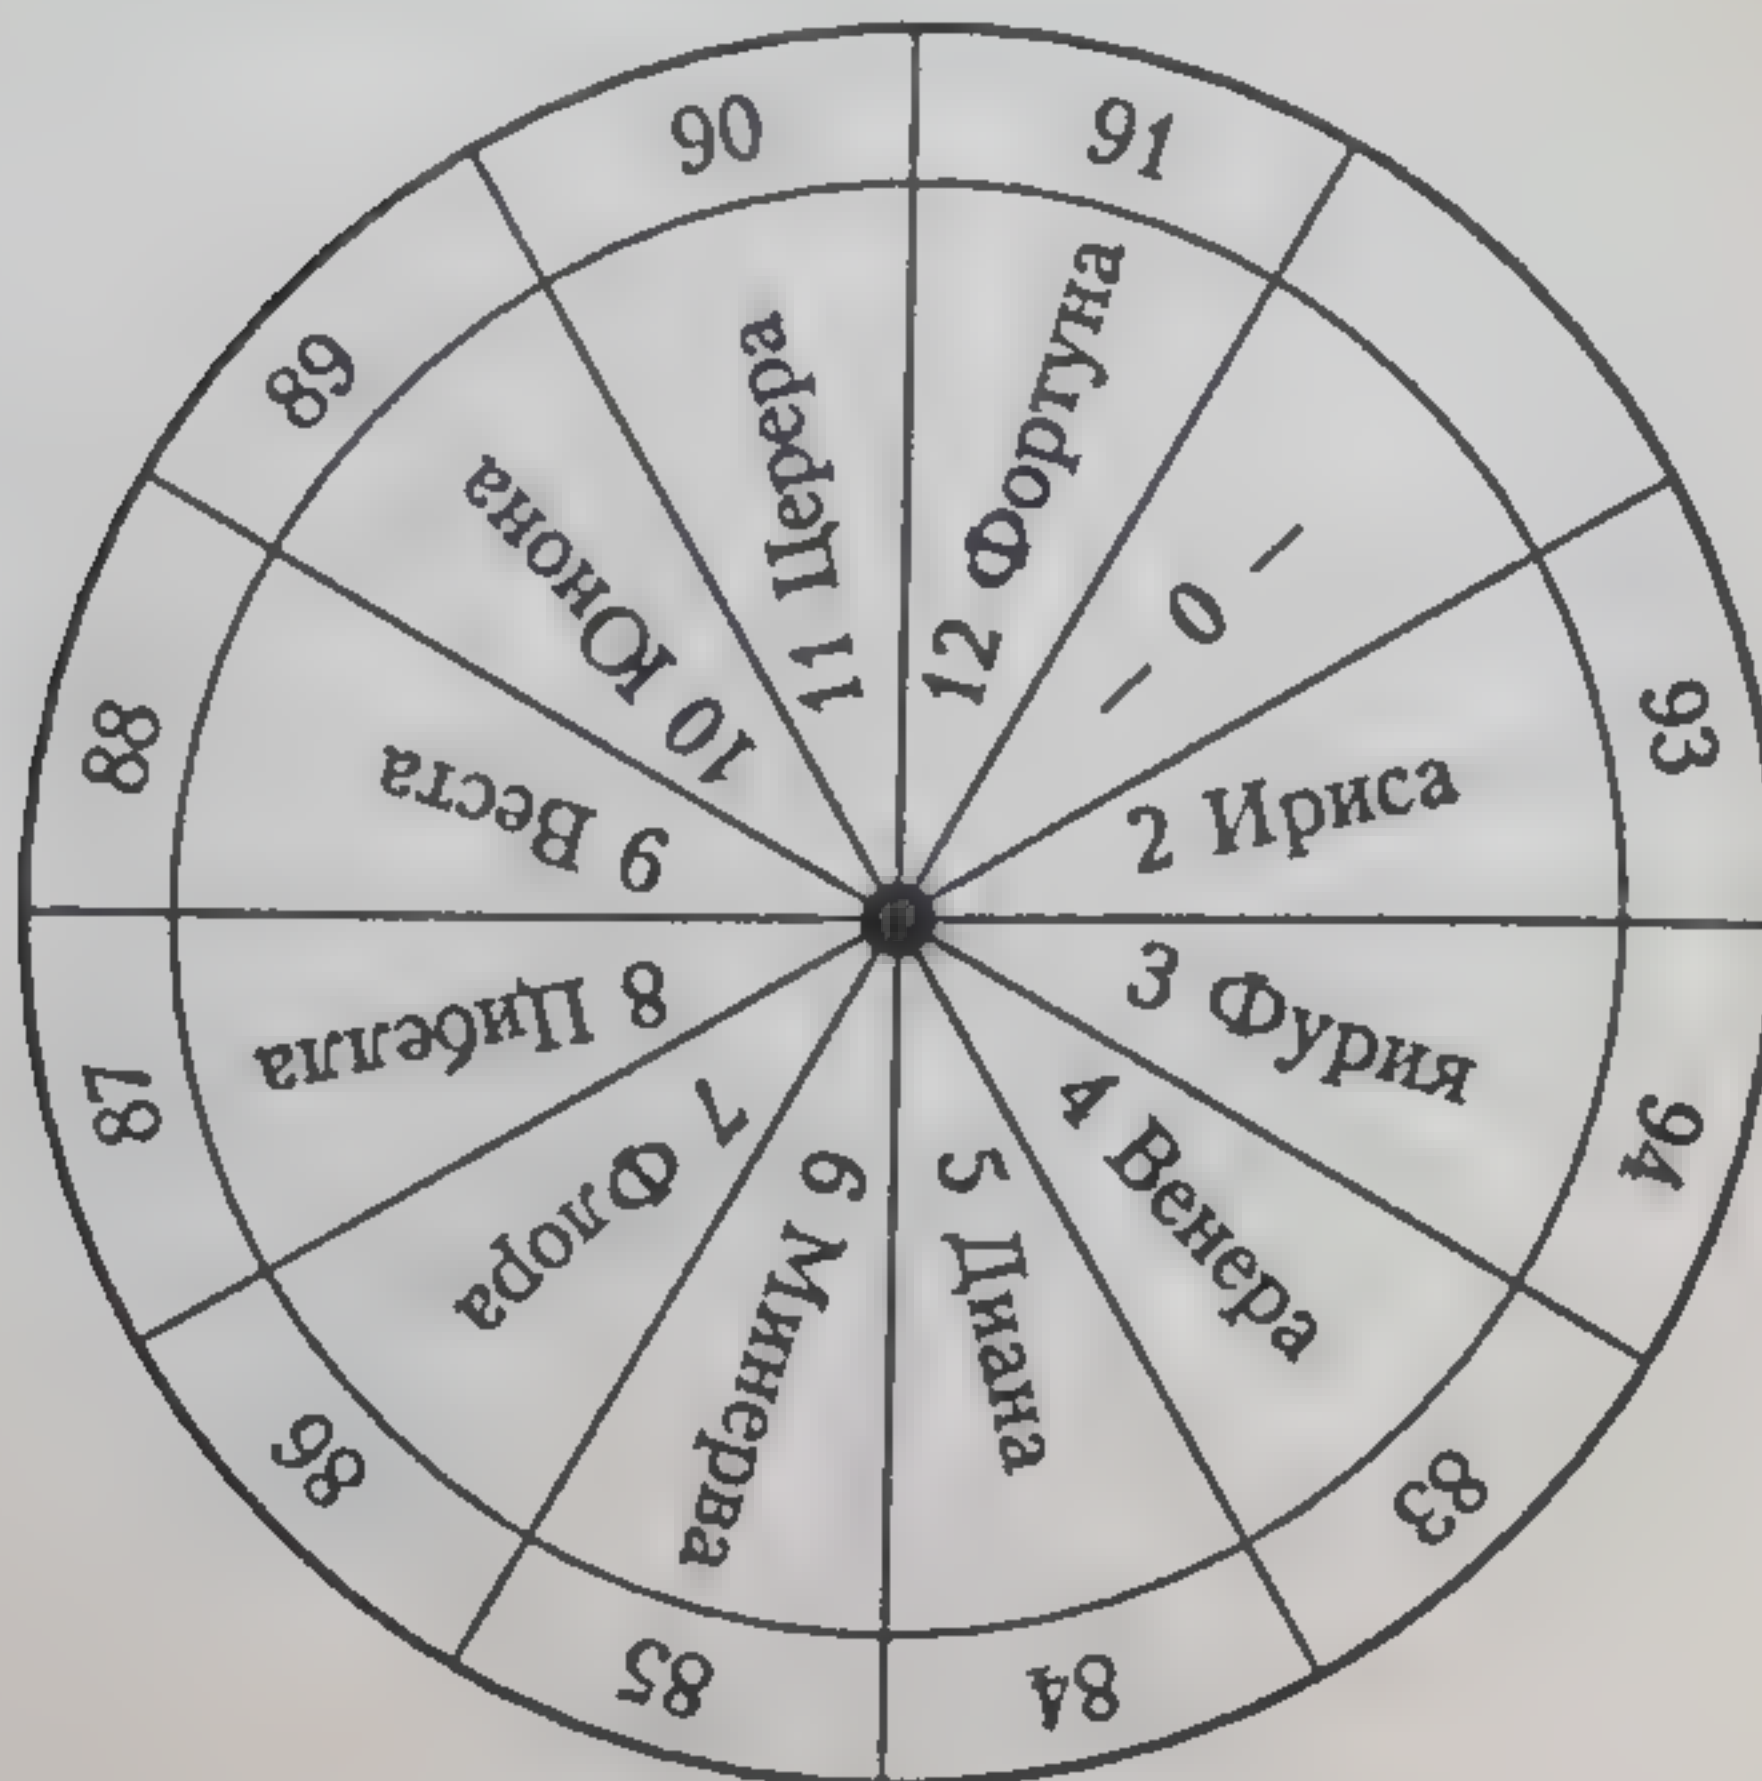 90
91
93
94
83
84
85
86
87
88
89
– 0 –
2 Ириса
3 Фурия
4 Венера
5 Диана
6 Минерва
7 Флора
8 Цибелла
9 Веста
10 Юнона
11 Церера
12 Фортуна